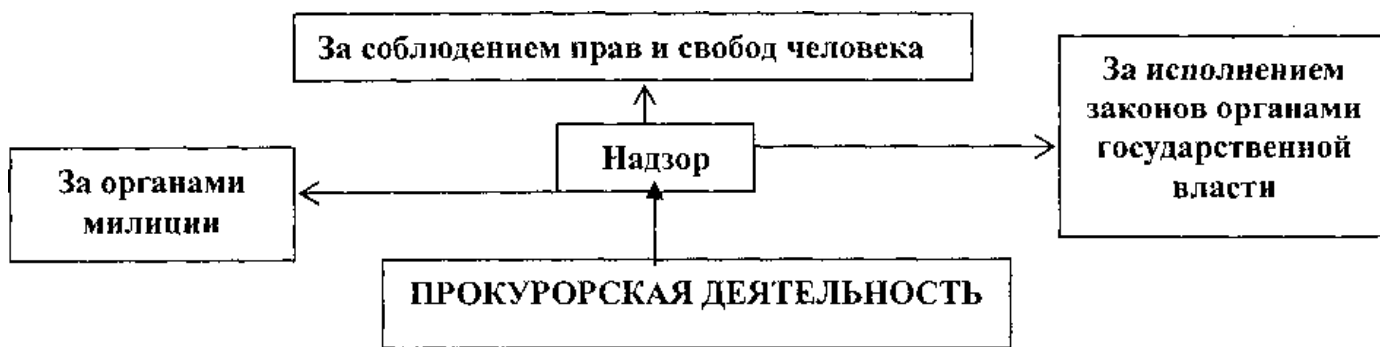 За соблюдением прав и свобод человека
За исполнением
законов органами
государственной
власти
Надзор
За органами
милиции
ПРОКУРОРСКАЯ ДЕЯТЕЛЬНОСТЬ